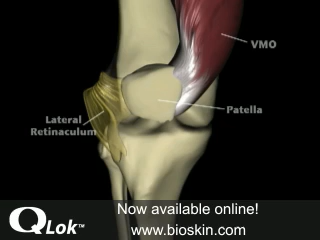 VMO
Patella
Lateral
Retinaculum
QLok™
Now available online!
www.bioskin.com